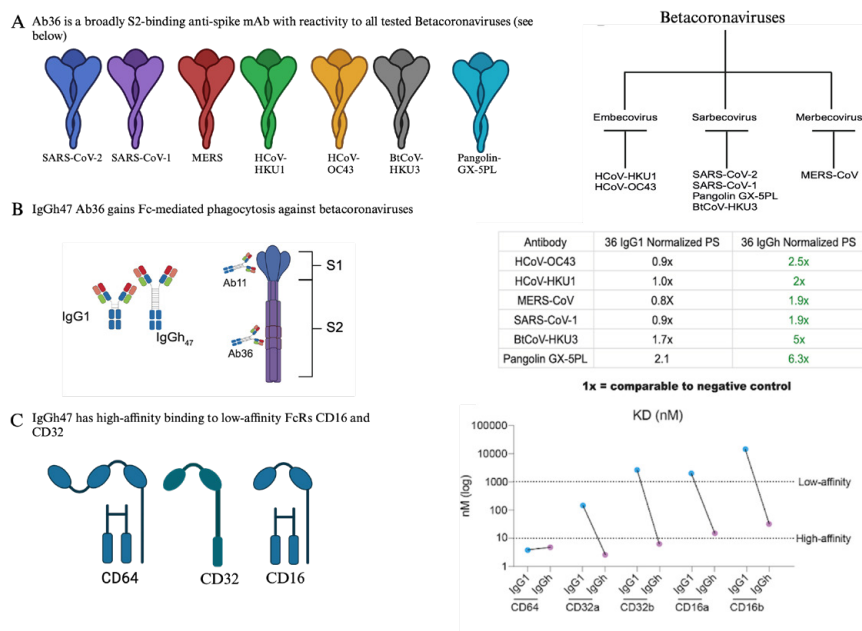 A Ab36 is a broadly S2-binding anti-spike mAb with reactivity to all tested Betacoronaviruses (see
below)
SARS-CoV-2 SARS-CoV-1 MERS HCoV-HKU1 HCoV-OC43 BtCoV-HKU3 Pangolin-GX-5PL
Betacoronaviruses
Embecovirus Sarbecovirus Merbecovirus
HCoV-HKU1
HCoV-OC43
SARS-CoV-2
SARS-CoV-1
Pangolin GX-5PL
BtCoV-HKU3
MERS-CoV
B IgGh47 Ab36 gains Fc-mediated phagocytosis against betacoronaviruses
IgG1
IgGh47
Ab11
Ab36
S1
S2
Antibody 36 IgG1 Normalized PS 36 IgGh Normalized PS
HCoV-OC43 0.9x 2.5x
HCoV-HKU1 1.0x 2x
MERS-CoV 0.8X 1.9x
SARS-CoV-1 0.9x 1.9x
BtCoV-HKU3 1.7x 5x
Pangolin GX-5PL 2.1 6.3x
1x = comparable to negative control
C IgGh47 has high-affinity binding to low-affinity FcRs CD16 and
CD32
CD64 CD32 CD16
KD (nM)
nM (log)
100000
10000
1000
100
10
1
Low-affinity
High-affinity
IgG1 IgGh IgG1 IgGh IgG1 IgGh IgG1 IgGh IgG1 IgGh
CD64 CD32a CD32b CD16a CD16b